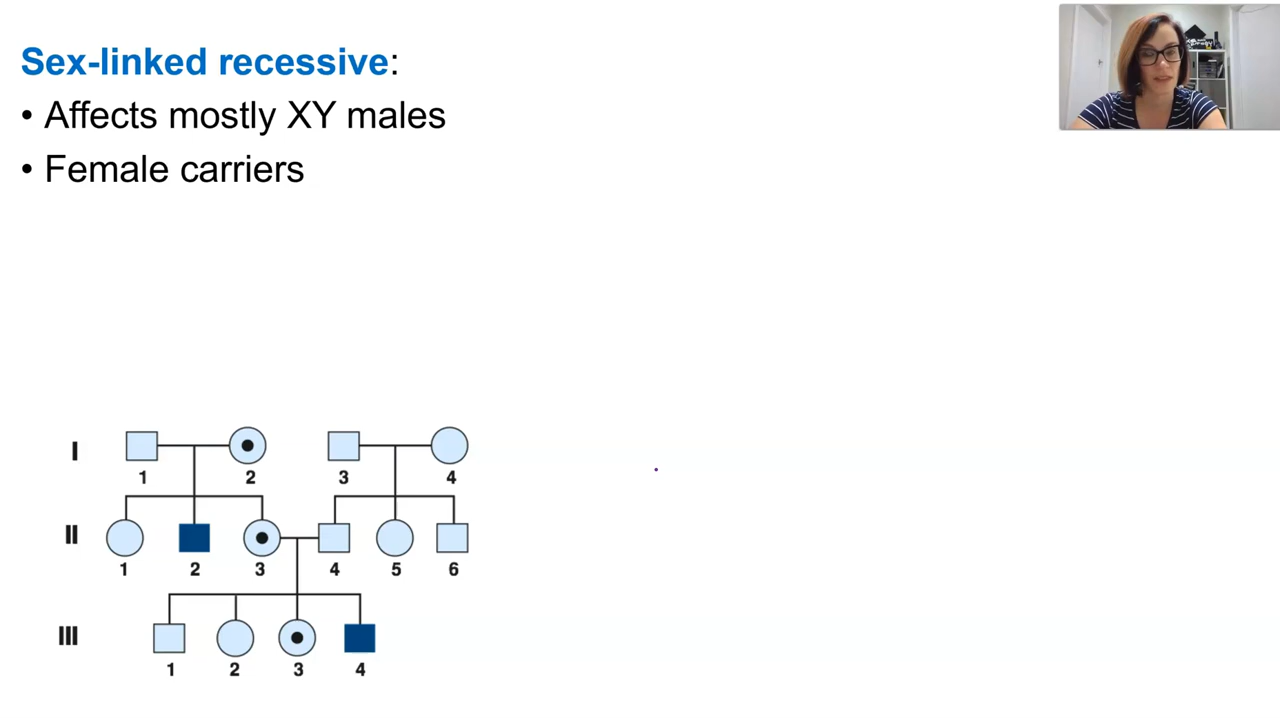 Sex-linked recessive:
• Affects mostly XY males
• Female carriers
I
1 2 3 4
II
1 2 3 4 5 6
III
1 2 3 4